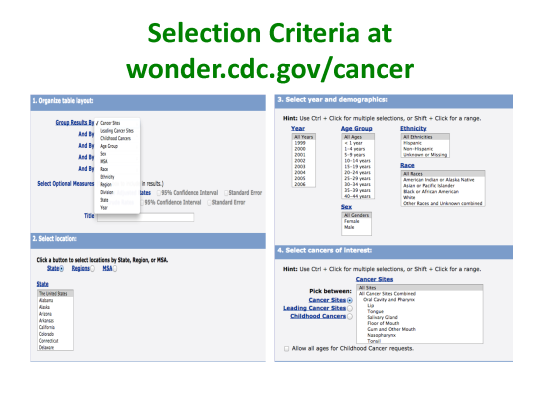 Selection Criteria at
wonder.cdc.gov/cancer
1. Organize table layout:
Group Results By ✓ Cancer Sites
Leading Cancer Sites
And By
Childhood Cancers
Age Group
And By
Sex
MSA
And By
Race
And By
Ethnicity
Region
Select Optional Measures
in results.)
Division
ates
95% Confidence Interval
Standard Error
State
95% Confidence Interval
Standard Error
Year
Title
2. Select location:
Click a button to select locations by State, Region, or MSA.
State Regions MSA
State
The United States
Alabama
Alaska
Arizona
Arkansas
California
Colorado
Connecticut
Delaware
3. Select year and demographics:
Hint: Use Ctrl + Click for multiple selections, or Shift + Click for a range.
Year
All Years
1999
2000
2001
2002
2003
2004
2005
2006
Age Group
All Ages
< 1 year
1-4 years
5-9 years
10-14 years
15-19 years
20-24 years
25-29 years
30-34 years
35-39 years
40-44 years
Sex
All Genders
Female
Male
Ethnicity
All Ethnicities
Hispanic
Non-Hispanic
Unknown or Missing
Race
All Races
American Indian or Alaska Native
Asian or Pacific Islander
Black or African American
White
Other Races and Unknown combined
4. Select cancers of interest:
Hint: Use Ctrl + Click for multiple selections, or Shift + Click for a range.
Pick between:
Cancer Sites
Leading Cancer Sites
Childhood Cancers
Cancer Sites
All Sites
All Cancer Sites Combined
Oral Cavity and Pharynx
Lip
Tongue
Salivary Gland
Floor of Mouth
Gum and Other Mouth
Nasopharynx
Tonsil
Allow all ages for Childhood Cancer requests.